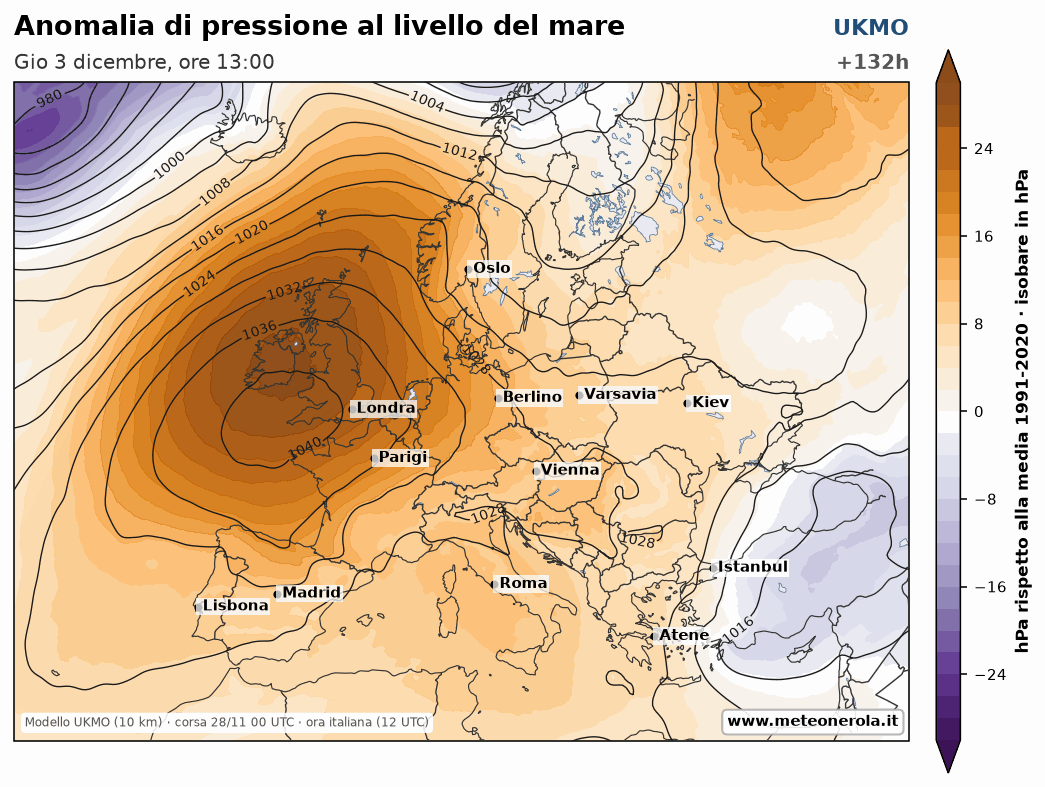 Anomalia di pressione al livello del mare
UKMO
Gio 3 dicembre, ore 13:00
+132h
980
1004
1012
1000
1008
1016
1020
1024
1032
1036
1028
1040
1028
1028
1016
Oslo
Londra
Berlino
Varsavia
Kiev
Parigi
Vienna
Istanbul
Roma
Madrid
Lisbona
Atene
24
16
8
0
−8
−16
−24
hPa rispetto alla media 1991-2020 · isobare in hPa
Modello UKMO (10 km) · corsa 28/11 00 UTC · ora italiana (12 UTC)
www.meteonerola.it